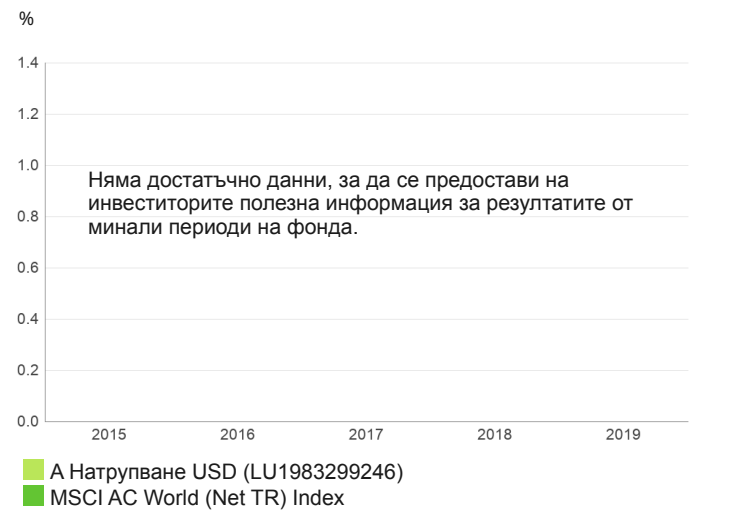 %
1.4
1.2
1.0
Няма достатъчно данни, за да се предостави на
инвеститорите полезна информация за резултатите от
0.8
минали периоди на фонда.
0.6
0.4
0.2
0.0
2015 2016 2017 2018 2019
А Натрупване USD (LU1983299246)
MSCI AC World (Net TR) Index